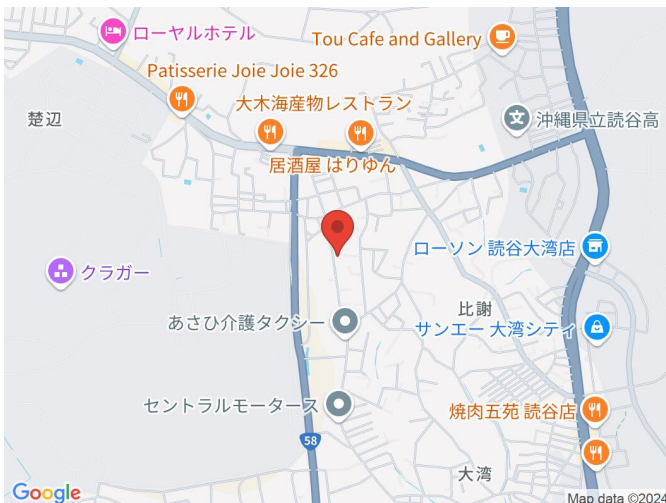 ローヤルホテル
Tou Cafe and Gallery
Patisserie Joie Joie 326
大木海産物レストラン
楚辺
沖縄県立読谷高
居酒屋 はりゆん
ローソン 読谷大湾店
クラガー
比謝
あさひ介護タクシー
サンエー 大湾シティ
セントラルモータース
焼肉五苑 読谷店
58
大湾
Google
Map data ©2024